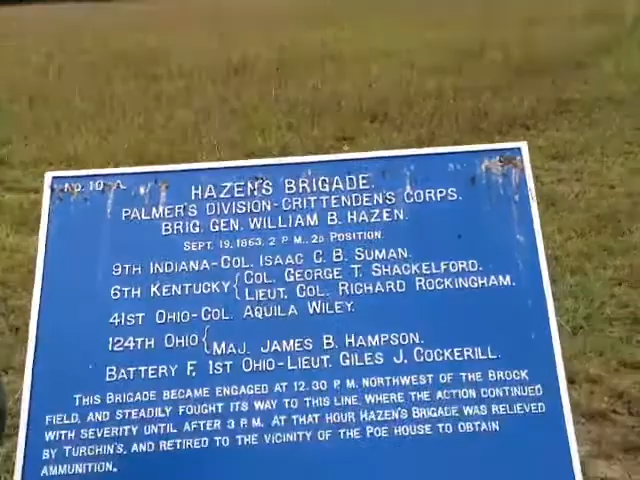 No. 10 A
HAZEN'S BRIGADE.
PALMER'S DIVISION-CRITTENDEN'S CORPS.
BRIG. GEN. WILLIAM B. HAZEN.
SEPT. 19, 1863, 2 P.M., 2D POSITION.
9TH INDIANA-COL. ISAAC C. B. SUMAN.
6TH KENTUCKY {COL. GEORGE T. SHACKELFORD.
LIEUT. COL. RICHARD ROCKINGHAM.
41ST OHIO-COL. AQUILA WILEY.
124TH OHIO {MAJ. JAMES B. HAMPSON.
BATTERY F, 1ST OHIO-LIEUT. GILES J. COCKERILL.
THIS BRIGADE BECAME ENGAGED AT 12.30 P.M. NORTHWEST OF THE BROCK
FIELD, AND STEADILY FOUGHT ITS WAY TO THIS LINE, WHERE THE ACTION CONTINUED
WITH SEVERITY UNTIL AFTER 3 P.M. AT THAT HOUR HAZEN'S BRIGADE WAS RELIEVED
BY TURCHIN'S, AND RETIRED TO THE VICINITY OF THE POE HOUSE TO OBTAIN
AMMUNITION.